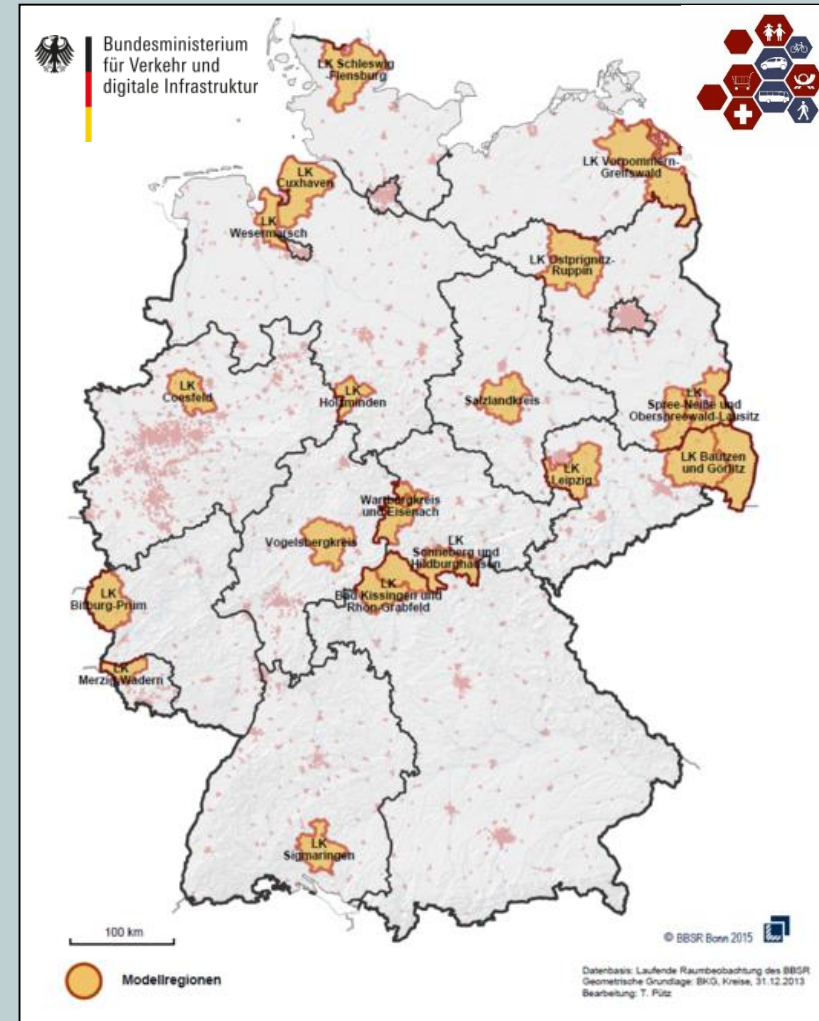 Bundesministerium
für Verkehr und
digitale Infrastruktur
LK Schleswig
-Flensburg
LK Vorpommern-
Greifswald
LK
Cuxhaven
LK
Wesermarsch
LK Ostprignitz-
Ruppin
LK
Coesfeld
LK
Holzminden
Salzlandkreis
LK
Spree-Neiße und
Oberspreewald-Lausitz
LK Bautzen
und Görlitz
LK
Leipzig
Wartburgkreis
und Eisenach
Vogelsbergkreis
LK
Sonneberg und
Hildburghausen
LK
Bad Kissingen und
Rhön-Grabfeld
LK
Bitburg-Prüm
LK
Merzig-Wadern
LK
Sigmaringen
100 km
© BBSR Bonn 2015
Modellregionen
Datenbasis: Laufende Raumbeobachtung des BBSR
Geometrische Grundlage: BKG, Kreise, 31.12.2013
Bearbeitung: T. Pütz